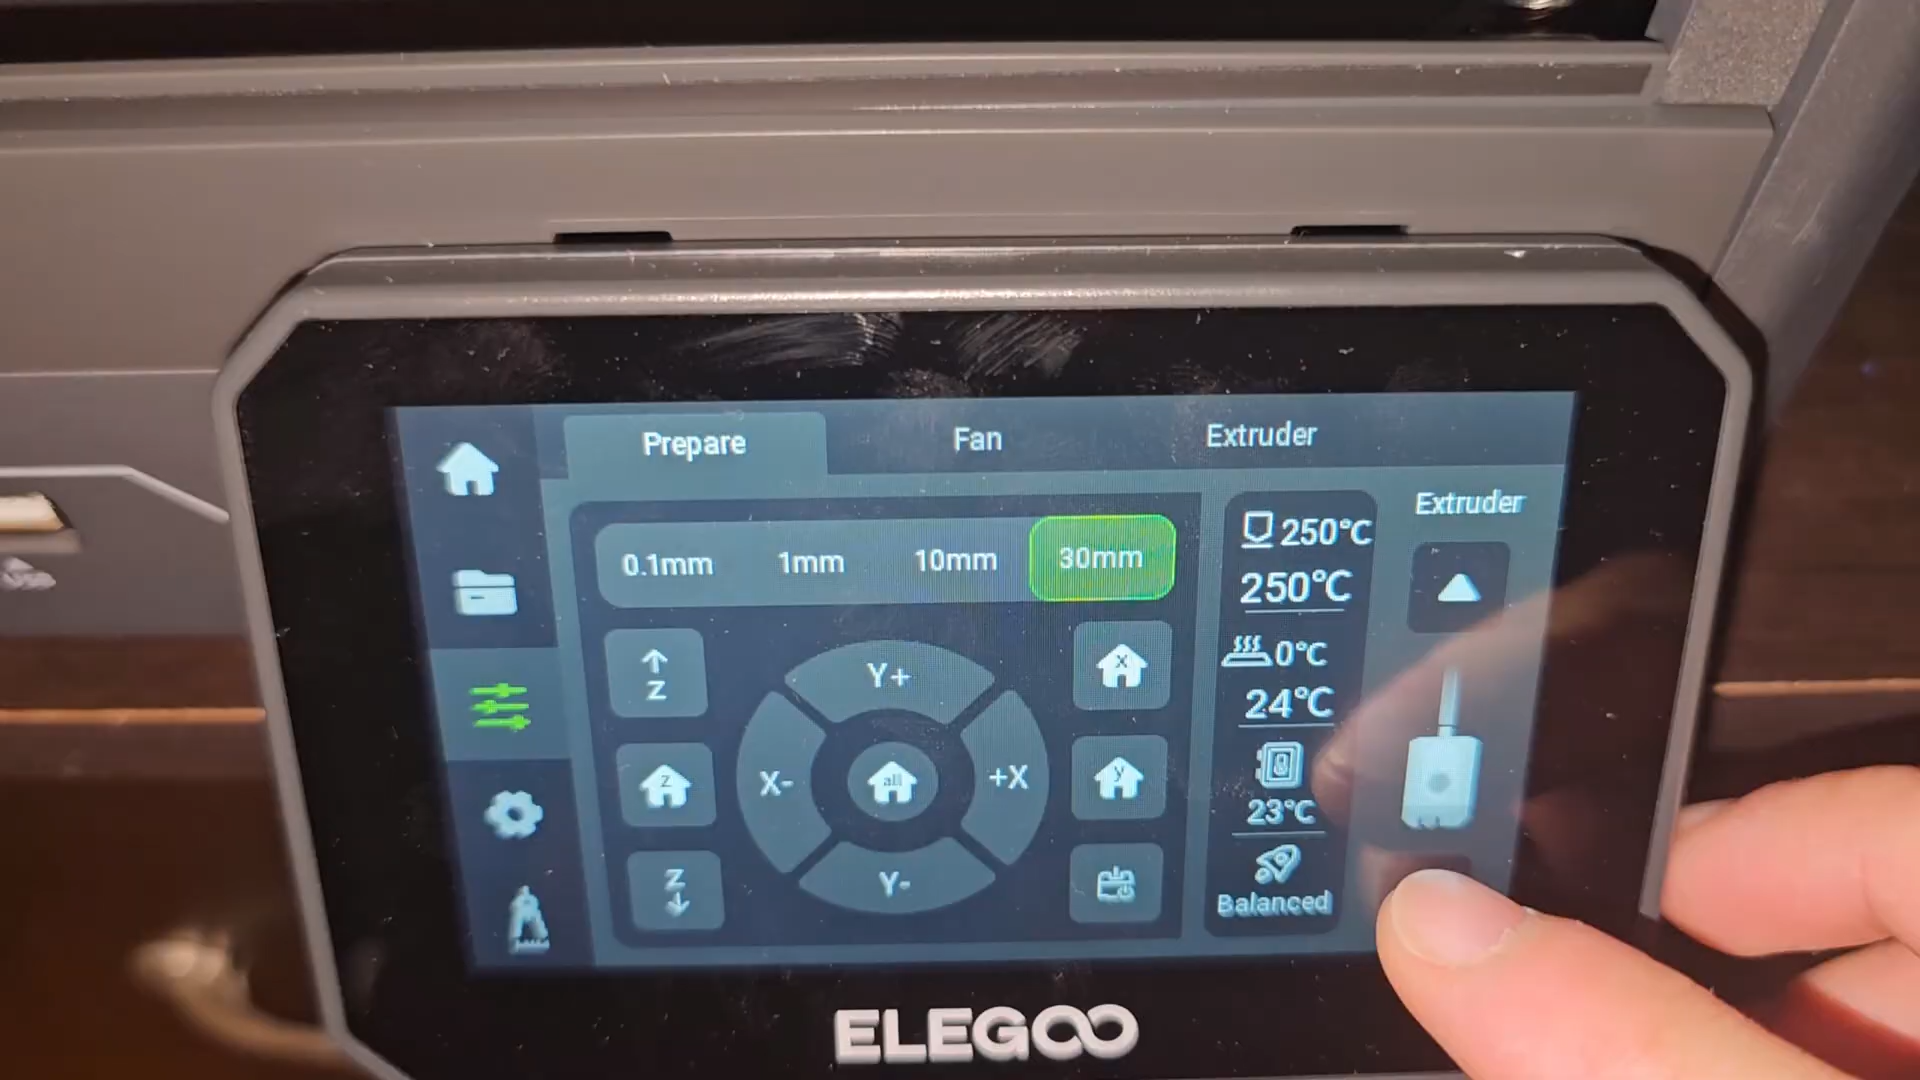 Prepare
Fan
Extruder
0.1mm
1mm
10mm
30mm
250°C
250°C
0°C
24°C
23°C
Balanced
Extruder
Z
Y+
X
Z
X-
all
+X
y
Z
Y-
ELEGOO